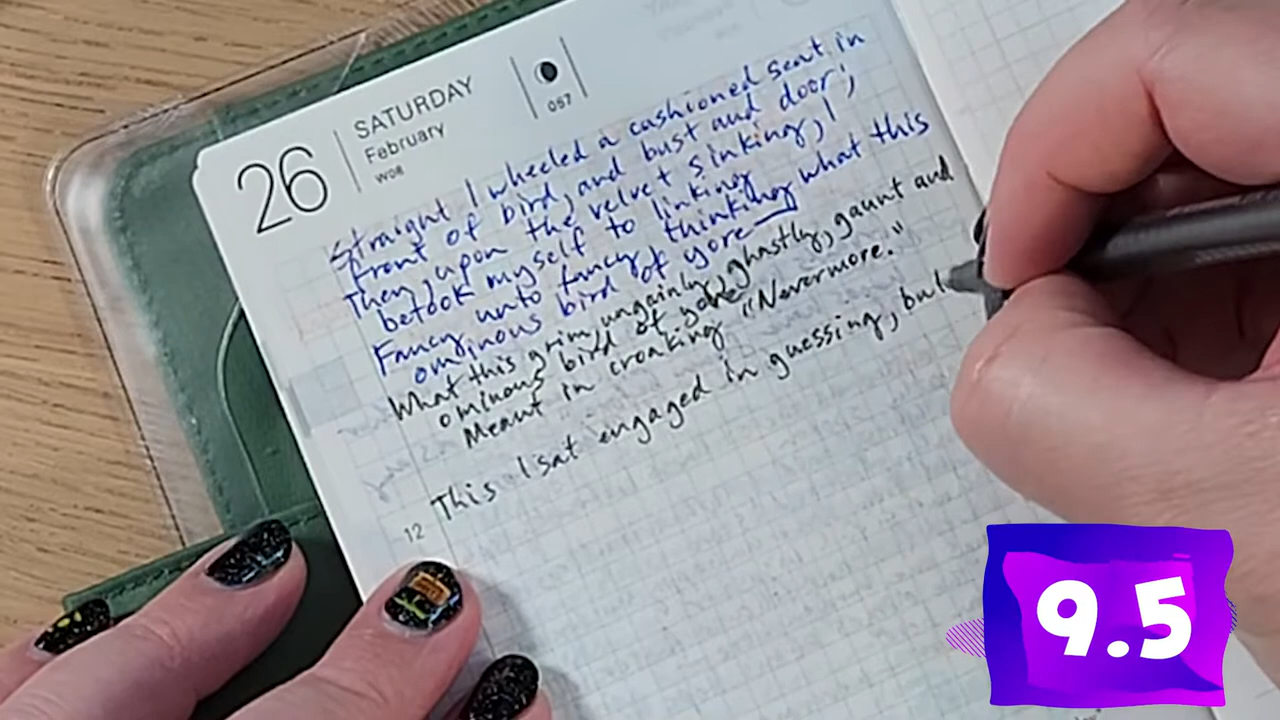 26
SATURDAY
February
W08
057
Straight I wheeled a cashioned seat in
front of bird, and bust and door;
Then, upon the velvet sinking, I
betook myself to linking
Fancy unto fancy thinking what this
ominous bird of yore—
What this grim, ungainly, ghastly, gaunt and
ominous bird of yore
Meant in croaking "Nevermore."
This I sat engaged in guessing, but
12
9.5